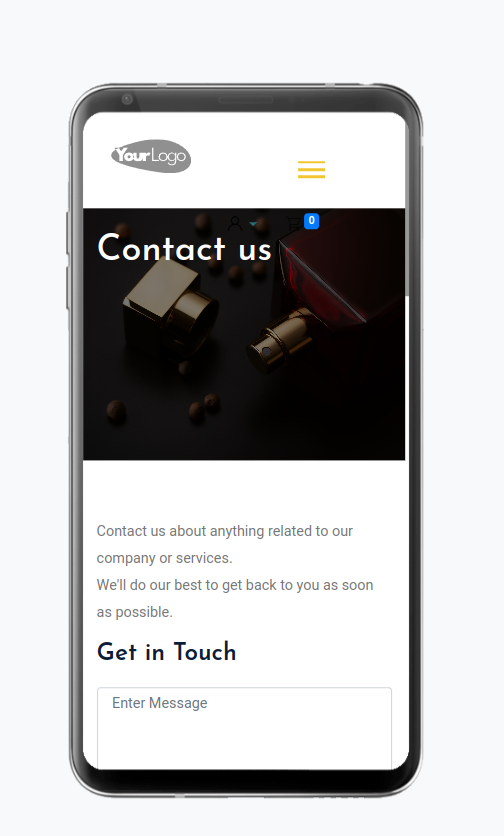 YourLogo
0
Contact us
Contact us about anything related to our
company or services.
We'll do our best to get back to you as soon
as possible.
Get in Touch
Enter Message